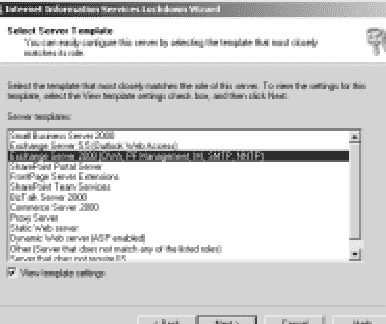 Internet Information Services Lockdown Wizard
Select Server Template
You can easily configure this server by selecting the template that most closely
matches its role.
Select the template that most closely matches the role of this server. To view the settings for this
template, select the View template settings check box, and then click Next.
Server templates:
Small Business Server 2000
Exchange Server 5.5 (Outlook Web Access)
Exchange Server 2000 (OWA, PF Management, IM, SMTP, NNTP)
SharePoint Portal Server
FrontPage Server Extensions
SharePoint Team Services
BizTalk Server 2000
Commerce Server 2000
Proxy Server
Static Web server
Dynamic Web server (ASP enabled)
Other (Server that does not match any of the listed roles)
Server that does not require IIS
View template settings
< Back
Next >
Cancel
Help